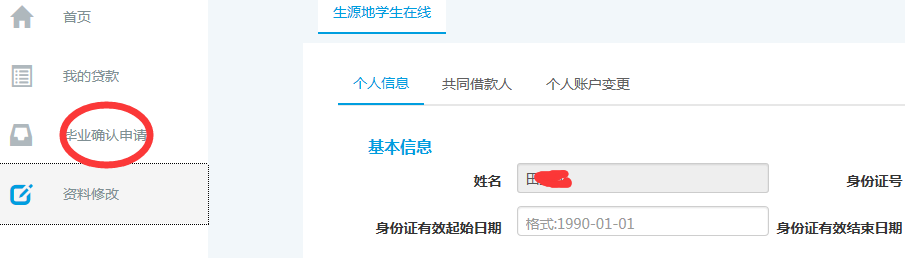 首页
我的贷款
毕业确认申请
资料修改
生源地学生在线
个人信息 共同借款人 个人账户变更
基本信息
姓名 田 身份证号
身份证有效起始日期 格式:1990-01-01 身份证有效结束日期